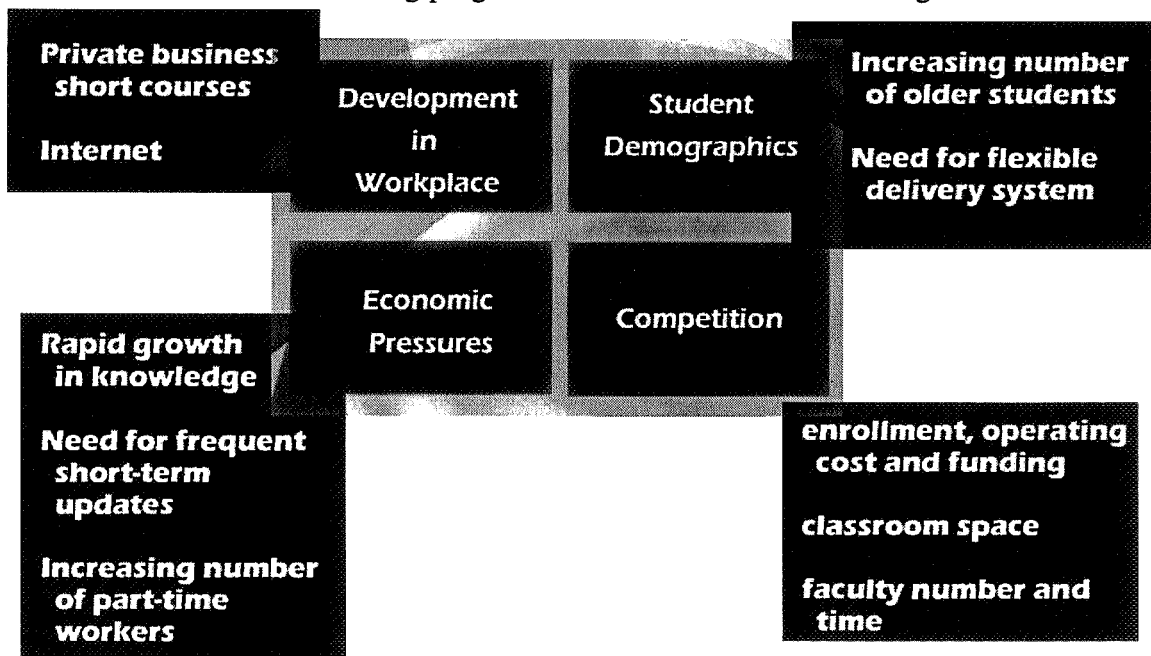 Private business
short courses
Internet
Development
in
Workplace
Student
Demographics
Increasing number
of older students
Need for flexible
delivery system
Economic
Pressures
Competition
Rapid growth
in knowledge
Need for frequent
short-term
updates
Increasing number
of part-time
workers
enrollment, operating
cost and funding
classroom space
faculty number and
time